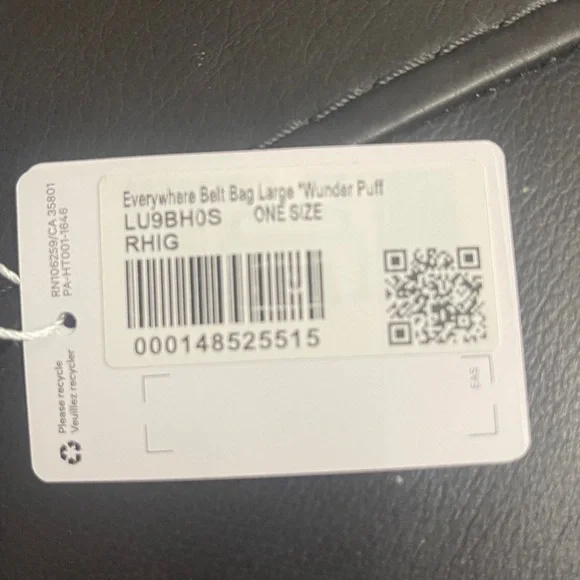 Everywhere Belt Bag Large "Wunder Puff
LU9BH0S ONE SIZE
RHIG
000148525515
RN106259/CA 35801
PA-HT001-1646
Please recycle
Veuillez recycler
EAS